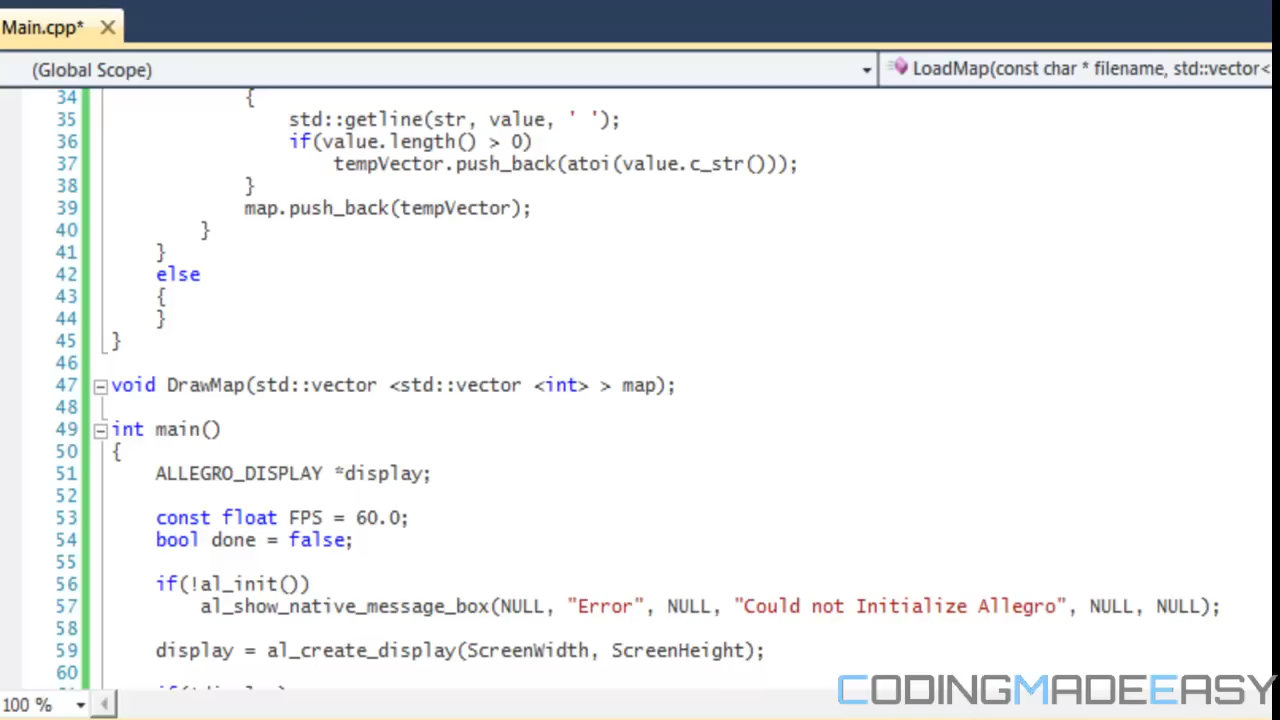 Main.cpp*
(Global Scope) LoadMap(const char * filename, std::vector<
34 {
35 std::getline(str, value, ' ');
36 if(value.length() > 0)
37 tempVector.push_back(atoi(value.c_str()));
38 }
39 map.push_back(tempVector);
40 }
41 }
42 else
43 {
44 }
45 }
46
47 void DrawMap(std::vector <std::vector <int> > map);
48
49 int main()
50 {
51 ALLEGRO_DISPLAY *display;
52
53 const float FPS = 60.0;
54 bool done = false;
55
56 if(!al_init())
57 al_show_native_message_box(NULL, "Error", NULL, "Could not Initialize Allegro", NULL, NULL);
58
59 display = al_create_display(ScreenWidth, ScreenHeight);
60
100 %
CODINGMADEEASY